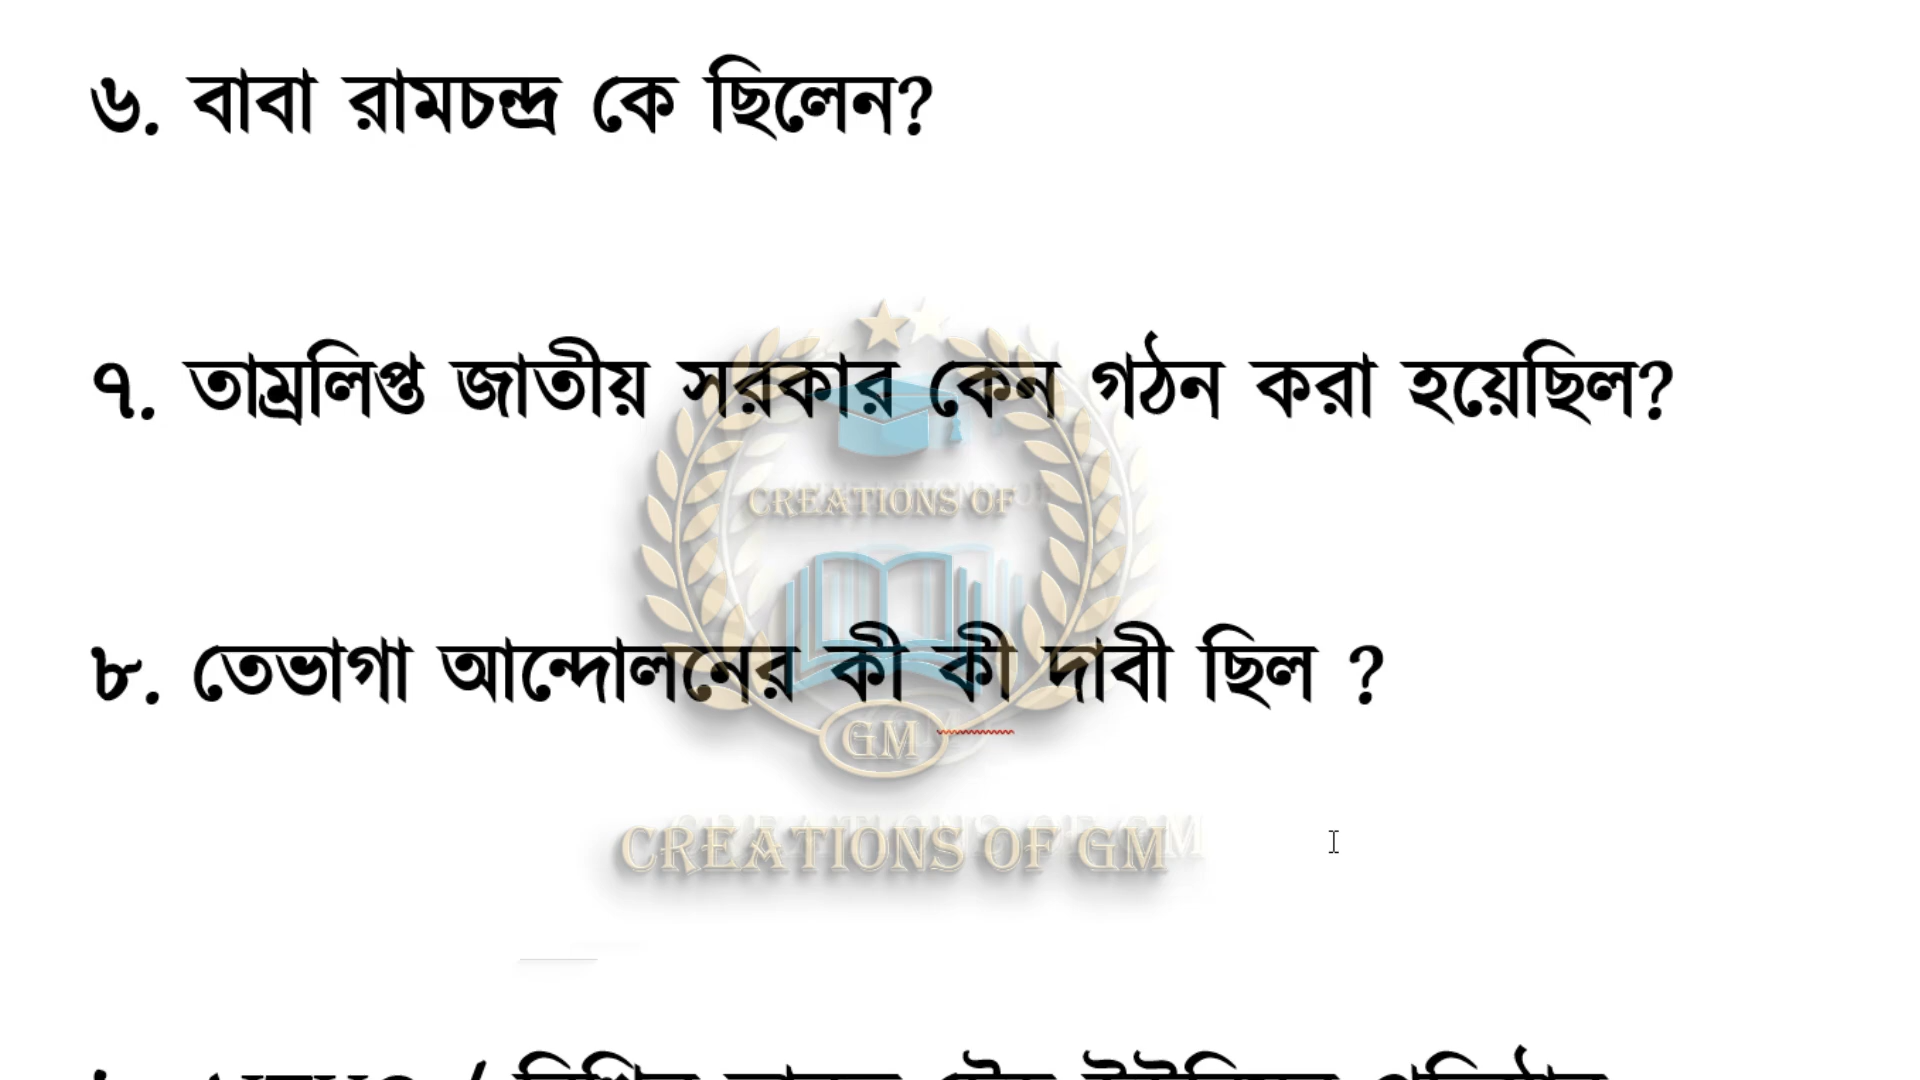 ৬. বাবা রামচন্দ্র কে ছিলেন?
৭. তাম্রলিপ্ত জাতীয় সরকার কেন গঠন করা হয়েছিল?
CREATIONS OF
৮. তেভাগা আন্দোলনের কী কী দাবী ছিল ?
GM
CREATIONS OF GM